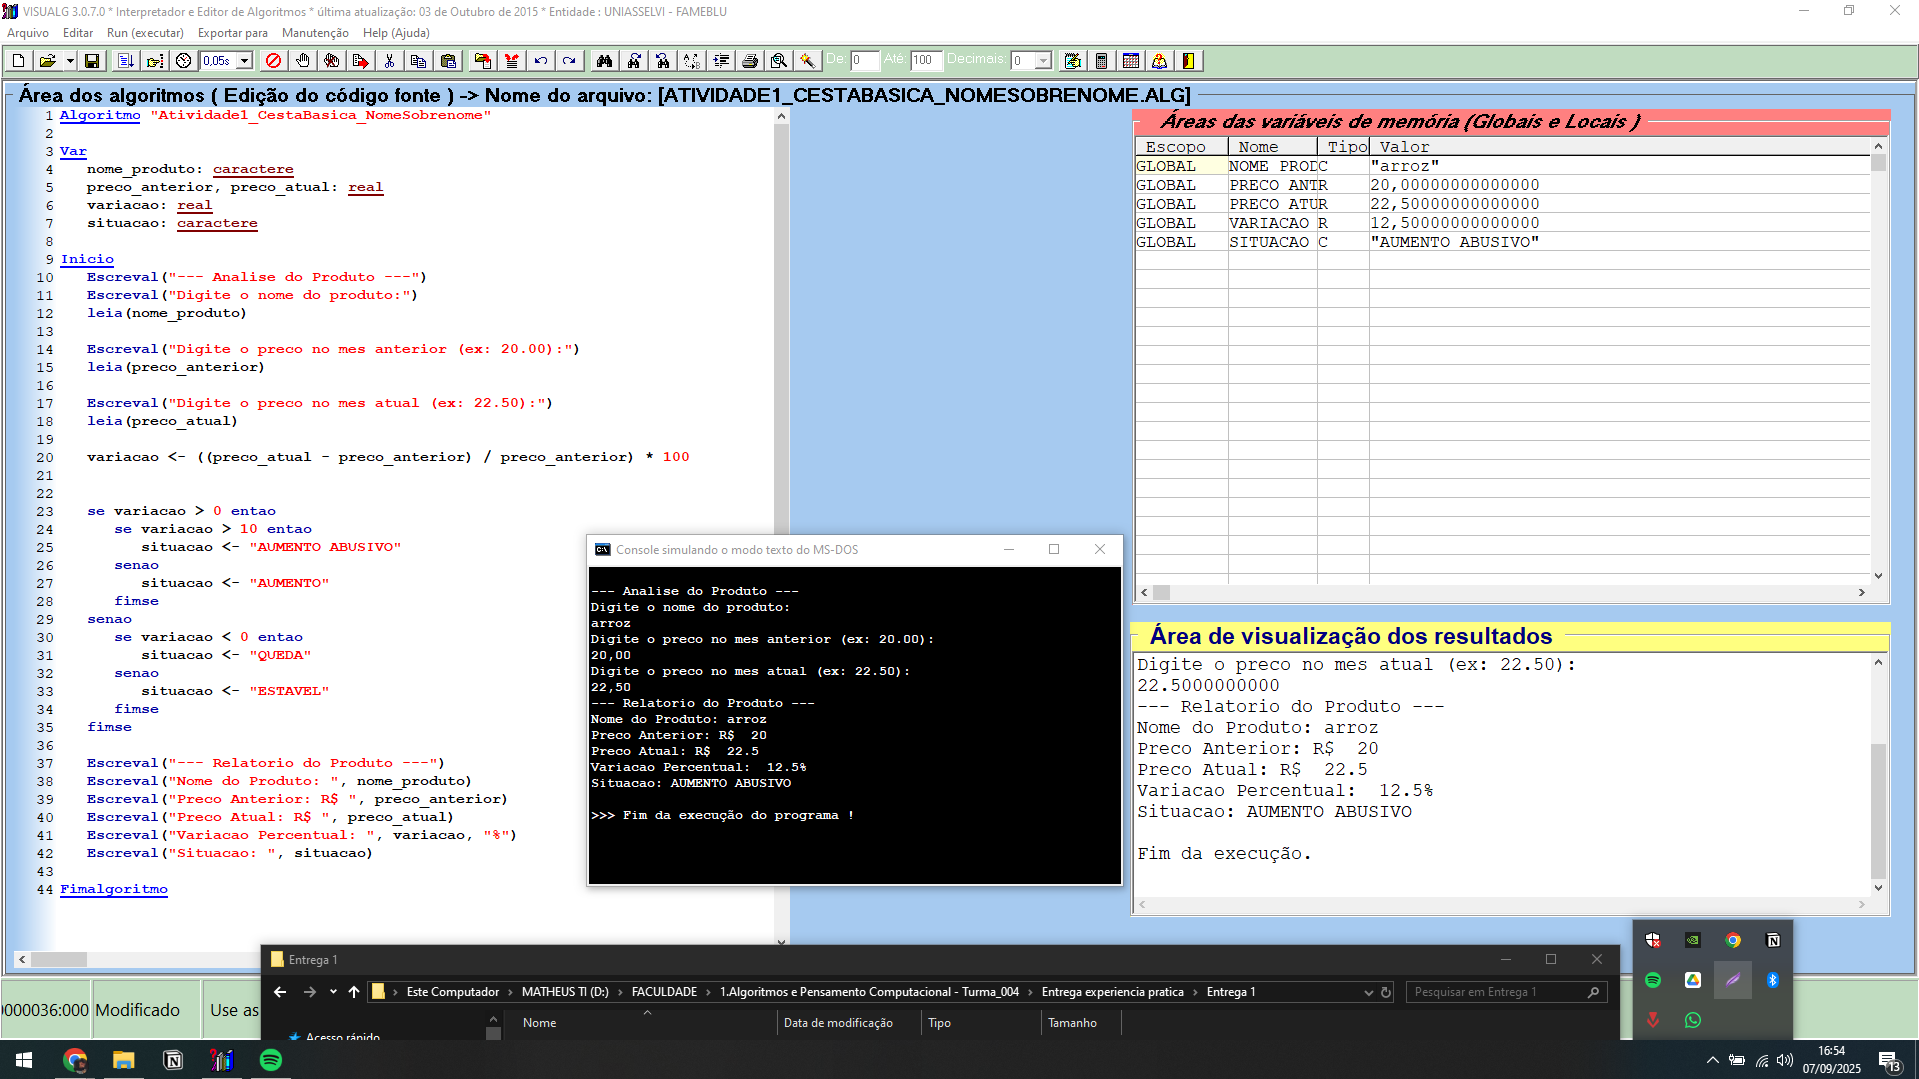 VISUALG 3.0.7.0 * Interpretador e Editor de Algoritmos * última atualização: 03 de Outubro de 2015 * Entidade : UNIASSELVI - FAMEBLU
Arquivo Editar Run (executar) Exportar para Manutenção Help (Ajuda)
0,05s De: 0 Até: 100 Decimais: 0
Área dos algoritmos ( Edição do código fonte ) -> Nome do arquivo: [ATIVIDADE1_CESTABASICA_NOMESOBRENOME.ALG]
1 Algoritmo "Atividade1_CestaBasica_NomeSobrenome"
2
3 Var
4 nome_produto: caractere
5 preco_anterior, preco_atual: real
6 variacao: real
7 situacao: caractere
8
9 Inicio
10 Escreval("--- Analise do Produto ---")
11 Escreval("Digite o nome do produto:")
12 leia(nome_produto)
13
14 Escreval("Digite o preco no mes anterior (ex: 20.00):")
15 leia(preco_anterior)
16
17 Escreval("Digite o preco no mes atual (ex: 22.50):")
18 leia(preco_atual)
19
20 variacao <- ((preco_atual - preco_anterior) / preco_anterior) * 100
21
22
23 se variacao > 0 entao
24 se variacao > 10 entao
25 situacao <- "AUMENTO ABUSIVO"
26 senao
27 situacao <- "AUMENTO"
28 fimse
29 senao
30 se variacao < 0 entao
31 situacao <- "QUEDA"
32 senao
33 situacao <- "ESTAVEL"
34 fimse
35 fimse
36
37 Escreval("--- Relatorio do Produto ---")
38 Escreval("Nome do Produto: ", nome_produto)
39 Escreval("Preco Anterior: R$ ", preco_anterior)
40 Escreval("Preco Atual: R$ ", preco_atual)
41 Escreval("Variacao Percentual: ", variacao, "%")
42 Escreval("Situacao: ", situacao)
43
44 Fimalgoritmo
Áreas das variáveis de memória (Globais e Locais )
Escopo Nome Tipo Valor
GLOBAL NOME PROD C "arroz"
GLOBAL PRECO ANT R 20,00000000000000
GLOBAL PRECO ATU R 22,50000000000000
GLOBAL VARIACAO R 12,50000000000000
GLOBAL SITUACAO C "AUMENTO ABUSIVO"
Console simulando o modo texto do MS-DOS
--- Analise do Produto ---
Digite o nome do produto:
arroz
Digite o preco no mes anterior (ex: 20.00):
20,00
Digite o preco no mes atual (ex: 22.50):
22,50
--- Relatorio do Produto ---
Nome do Produto: arroz
Preco Anterior: R$ 20
Preco Atual: R$ 22.5
Variacao Percentual: 12.5%
Situacao: AUMENTO ABUSIVO
>>> Fim da execução do programa !
Área de visualização dos resultados
Digite o preco no mes atual (ex: 22.50):
22.5000000000
--- Relatorio do Produto ---
Nome do Produto: arroz
Preco Anterior: R$ 20
Preco Atual: R$ 22.5
Variacao Percentual: 12.5%
Situacao: AUMENTO ABUSIVO
Fim da execução.
0000036:000 Modificado Use as
Entrega 1
Este Computador > MATHEUS TI (D:) > FACULDADE > 1.Algoritmos e Pensamento Computacional - Turma_004 > Entrega experiencia pratica > Entrega 1
Pesquisar em Entrega 1
Acesso rápido
Nome Data de modificação Tipo Tamanho
16:54
07/09/2025
13